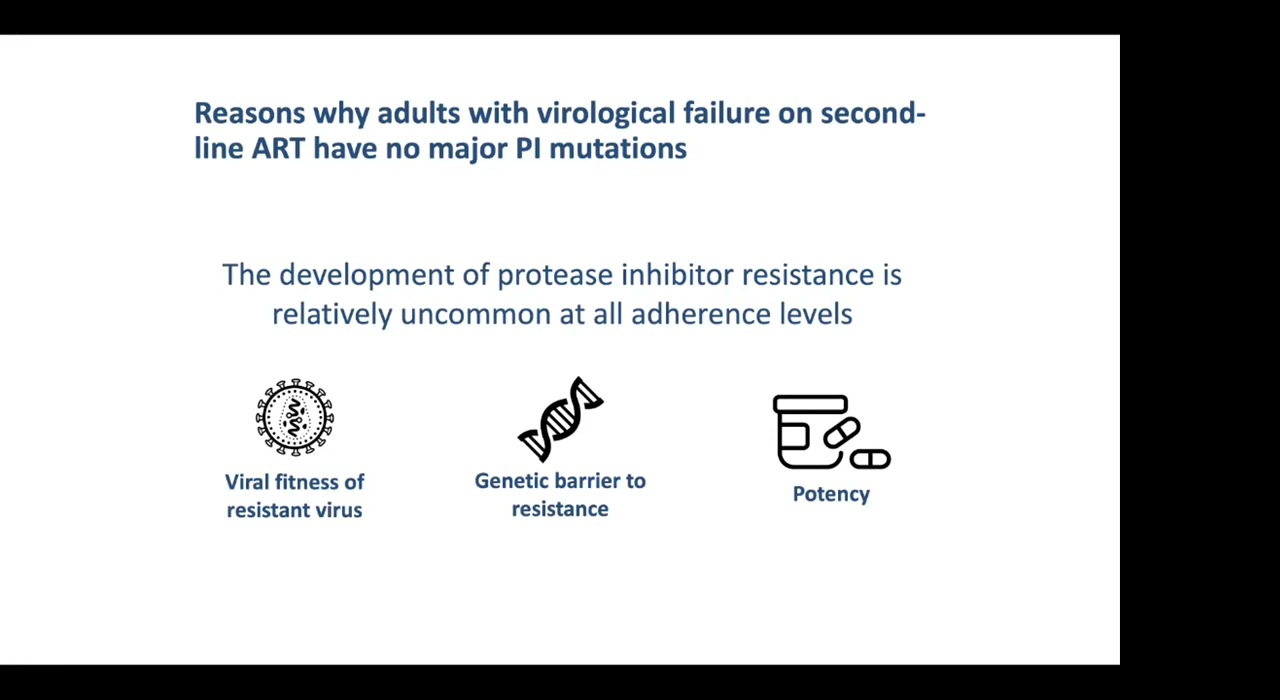 Reasons why adults with virological failure on second-
line ART have no major PI mutations
The development of protease inhibitor resistance is
relatively uncommon at all adherence levels
Viral fitness of
resistant virus
Genetic barrier to
resistance
Potency